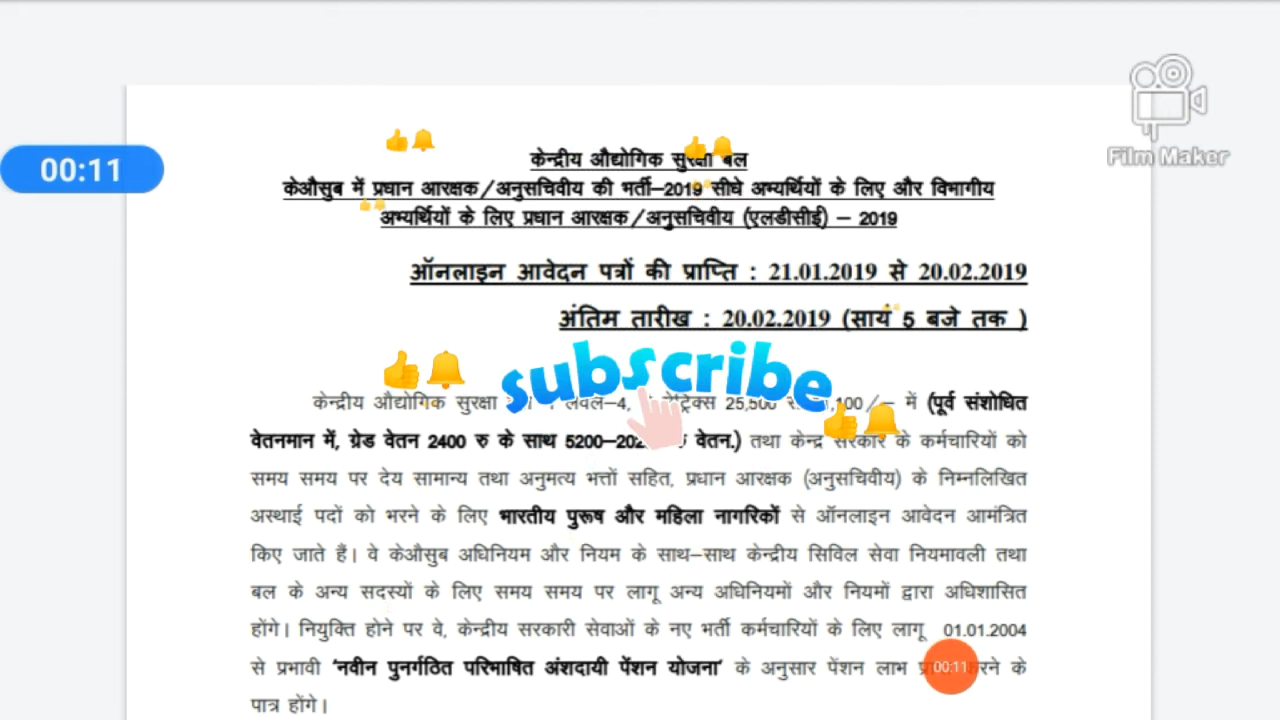 Film Maker
00:11
केन्द्रीय औद्योगिक सुरक्षा बल
केऔसुब में प्रधान आरक्षक/अनुसचिवीय की भर्ती–2019 सीधे अभ्यर्थियों के लिए और विभागीय
अभ्यर्थियों के लिए प्रधान आरक्षक/अनुसचिवीय (एलडीसीई) – 2019
ऑनलाइन आवेदन पत्रों की प्राप्ति : 21.01.2019 से 20.02.2019
अंतिम तारीख : 20.02.2019 (सायं 5 बजे तक )
subscribe
केन्द्रीय औद्योगिक सुरक्षा लेवल–4, मैट्रिक्स 25,500 में (पूर्व संशोधित
वेतनमान में, ग्रेड वेतन 2400 रु के साथ वेतन.) तथा केन्द्र सरकार के कर्मचारियों को
समय समय पर देय सामान्य तथा अनुमत्य भत्तों सहित, प्रधान आरक्षक (अनुसचिवीय) के निम्नलिखित
अस्थाई पदों को भरने के लिए भारतीय पुरूष और महिला नागरिकों से ऑनलाइन आवेदन आमंत्रित
किए जाते हैं। वे केऔसुब अधिनियम और नियम के साथ–साथ केन्द्रीय सिविल सेवा नियमावली तथा
बल के अन्य सदस्यों के लिए समय समय पर लागू अन्य अधिनियमों और नियमों द्वारा अधिशासित
होंगे। नियुक्ति होने पर वे, केन्द्रीय सरकारी सेवाओं के नए भर्ती कर्मचारियों के लिए लागू 01.01.2004
से प्रभावी 'नवीन पुनर्गठित परिभाषित अंशदायी पेंशन योजना' के अनुसार पेंशन लाभ प्राप्त करने के
00:11
पात्र होंगे।